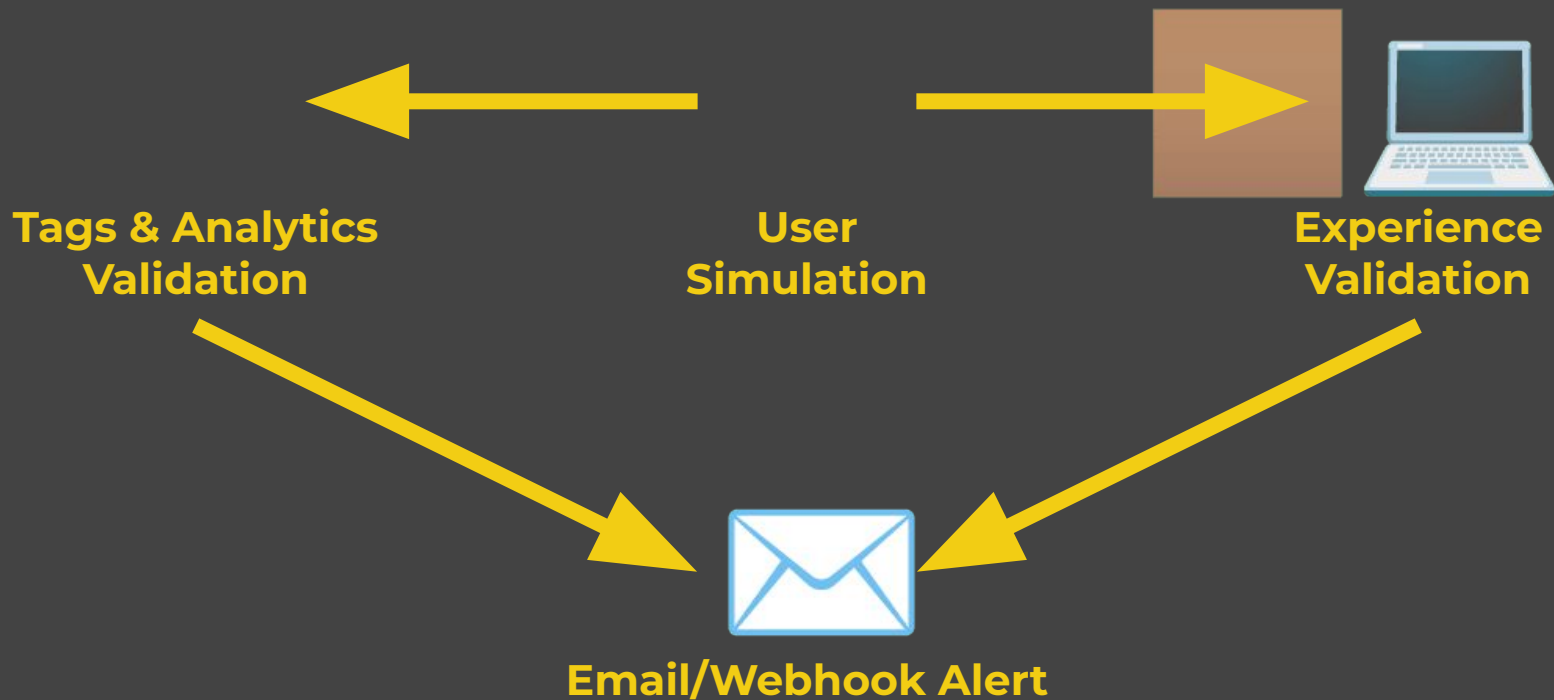 Tags & Analytics
Validation
User
Simulation
Experience
Validation
Email/Webhook Alert